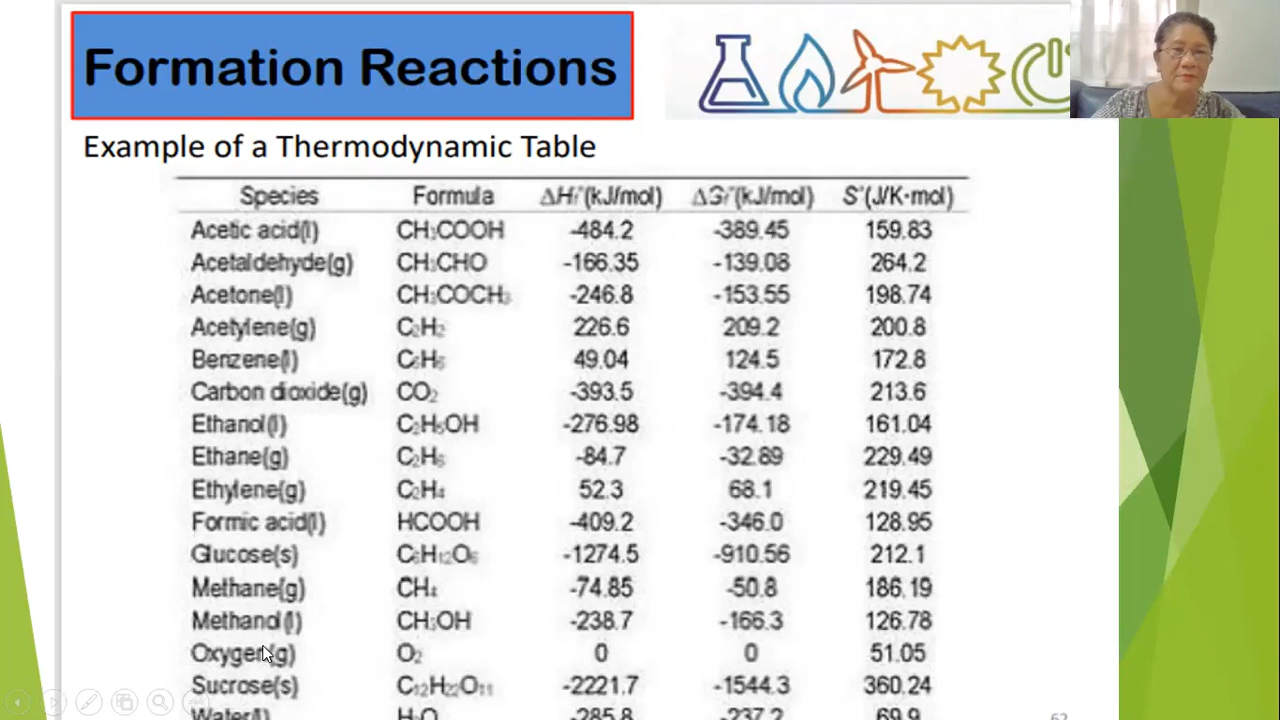 Formation Reactions
Example of a Thermodynamic Table
Species Formula ΔHf°(kJ/mol) ΔGf°(kJ/mol) S°(J/K·mol)
Acetic acid(l) CH₃COOH -484.2 -389.45 159.83
Acetaldehyde(g) CH₃CHO -166.35 -139.08 264.2
Acetone(l) CH₃COCH₃ -246.8 -153.55 198.74
Acetylene(g) C₂H₂ 226.6 209.2 200.8
Benzene(l) C₆H₆ 49.04 124.5 172.8
Carbon dioxide(g) CO₂ -393.5 -394.4 213.6
Ethanol(l) C₂H₅OH -276.98 -174.18 161.04
Ethane(g) C₂H₆ -84.7 -32.89 229.49
Ethylene(g) C₂H₄ 52.3 68.1 219.45
Formic acid(l) HCOOH -409.2 -346.0 128.95
Glucose(s) C₆H₁₂O₆ -1274.5 -910.56 212.1
Methane(g) CH₄ -74.85 -50.8 186.19
Methanol(l) CH₃OH -238.7 -166.3 126.78
Oxygen(g) O₂ 0 0 51.05
Sucrose(s) C₁₂H₂₂O₁₁ -2221.7 -1544.3 360.24
Water(l) H₂O -285.8 -237.2 69.9
62